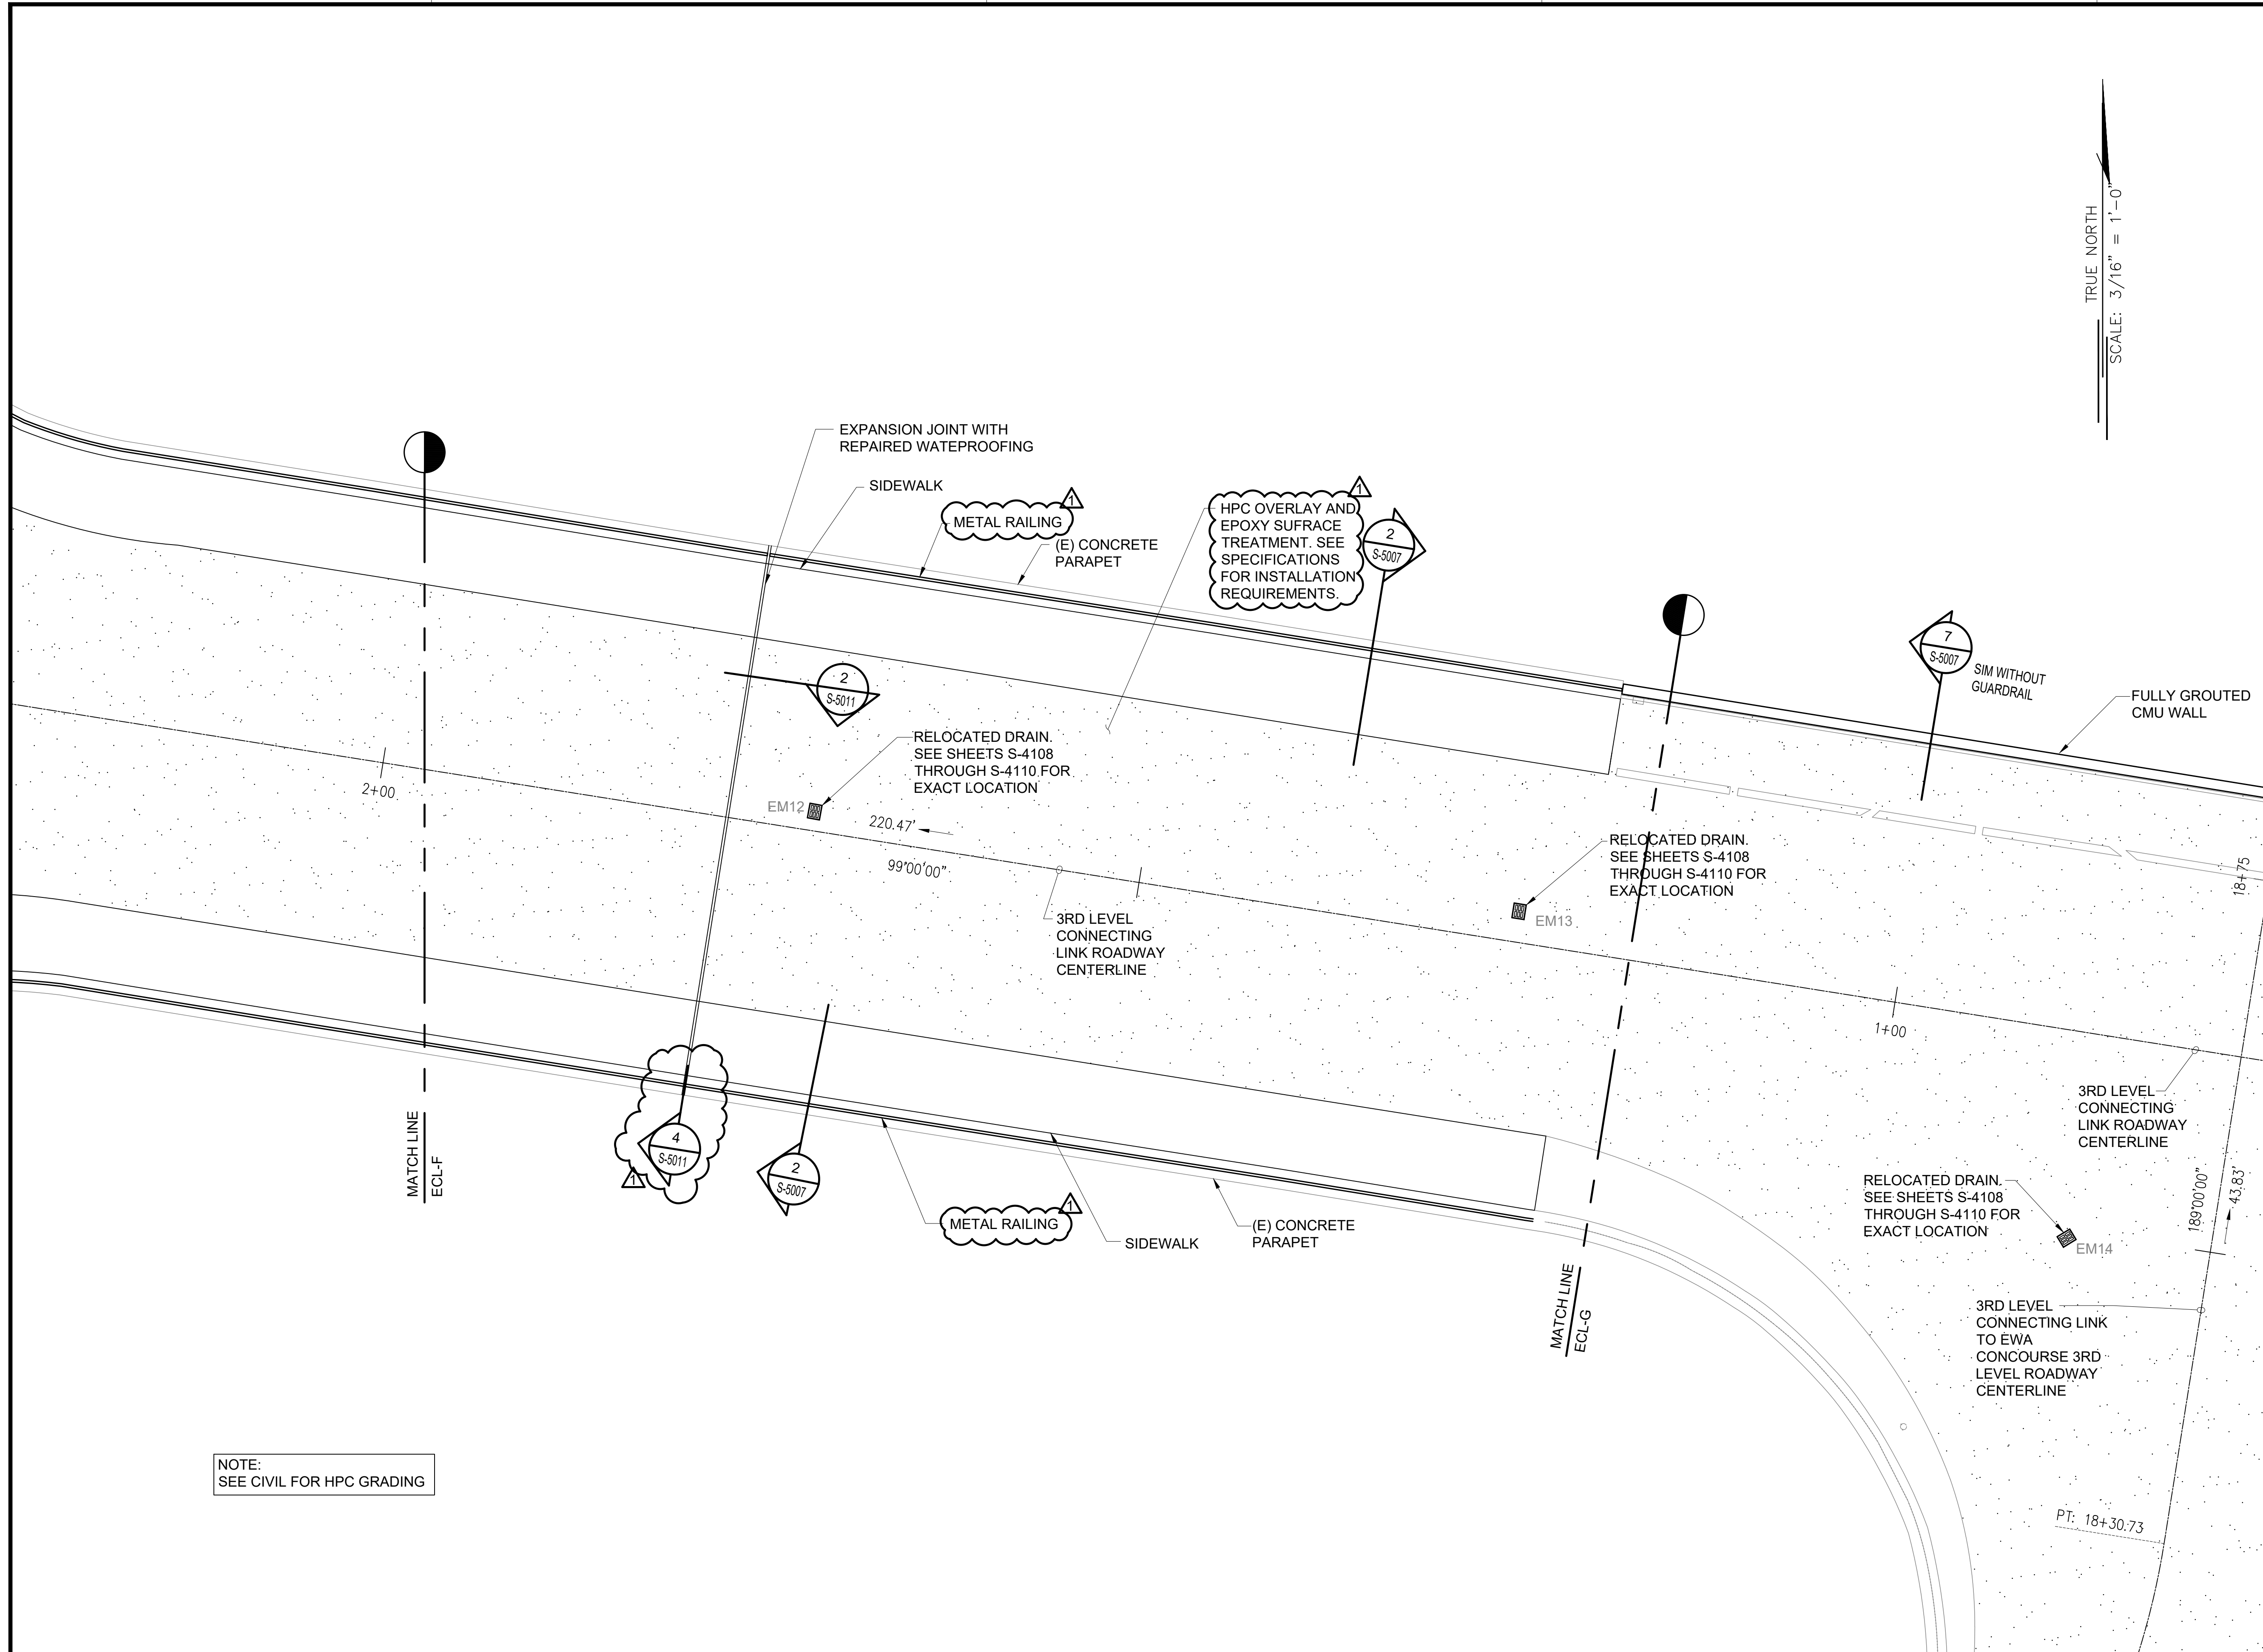 TRUE NORTH
SCALE: 3/16" = 1'-0"
EXPANSION JOINT WITH
REPAIRED WATEPROOFING
SIDEWALK
METAL RAILING
1
(E) CONCRETE
PARAPET
HPC OVERLAY AND
EPOXY SUFRACE
TREATMENT. SEE
SPECIFICATIONS
FOR INSTALLATION
REQUIREMENTS.
1
2
S-5007
7
S-5007
SIM WITHOUT
GUARDRAIL
FULLY GROUTED
CMU WALL
2
S-5011
RELOCATED DRAIN.
SEE SHEETS S-4108
THROUGH S-4110 FOR
EXACT LOCATION
EM12
2+00
220.47'
99°00'00"
3RD LEVEL
CONNECTING
LINK ROADWAY
CENTERLINE
RELOCATED DRAIN.
SEE SHEETS S-4108
THROUGH S-4110 FOR
EXACT LOCATION
EM13
18+75
1+00
3RD LEVEL
CONNECTING
LINK ROADWAY
CENTERLINE
MATCH LINE
ECL-F
4
S-5011
1
2
S-5007
METAL RAILING
1
SIDEWALK
(E) CONCRETE
PARAPET
RELOCATED DRAIN.
SEE SHEETS S-4108
THROUGH S-4110 FOR
EXACT LOCATION
EM14
189°00'00"
43.83'
MATCH LINE
ECL-G
3RD LEVEL
CONNECTING LINK
TO EWA
CONCOURSE 3RD
LEVEL ROADWAY
CENTERLINE
NOTE:
SEE CIVIL FOR HPC GRADING
PT: 18+30.73